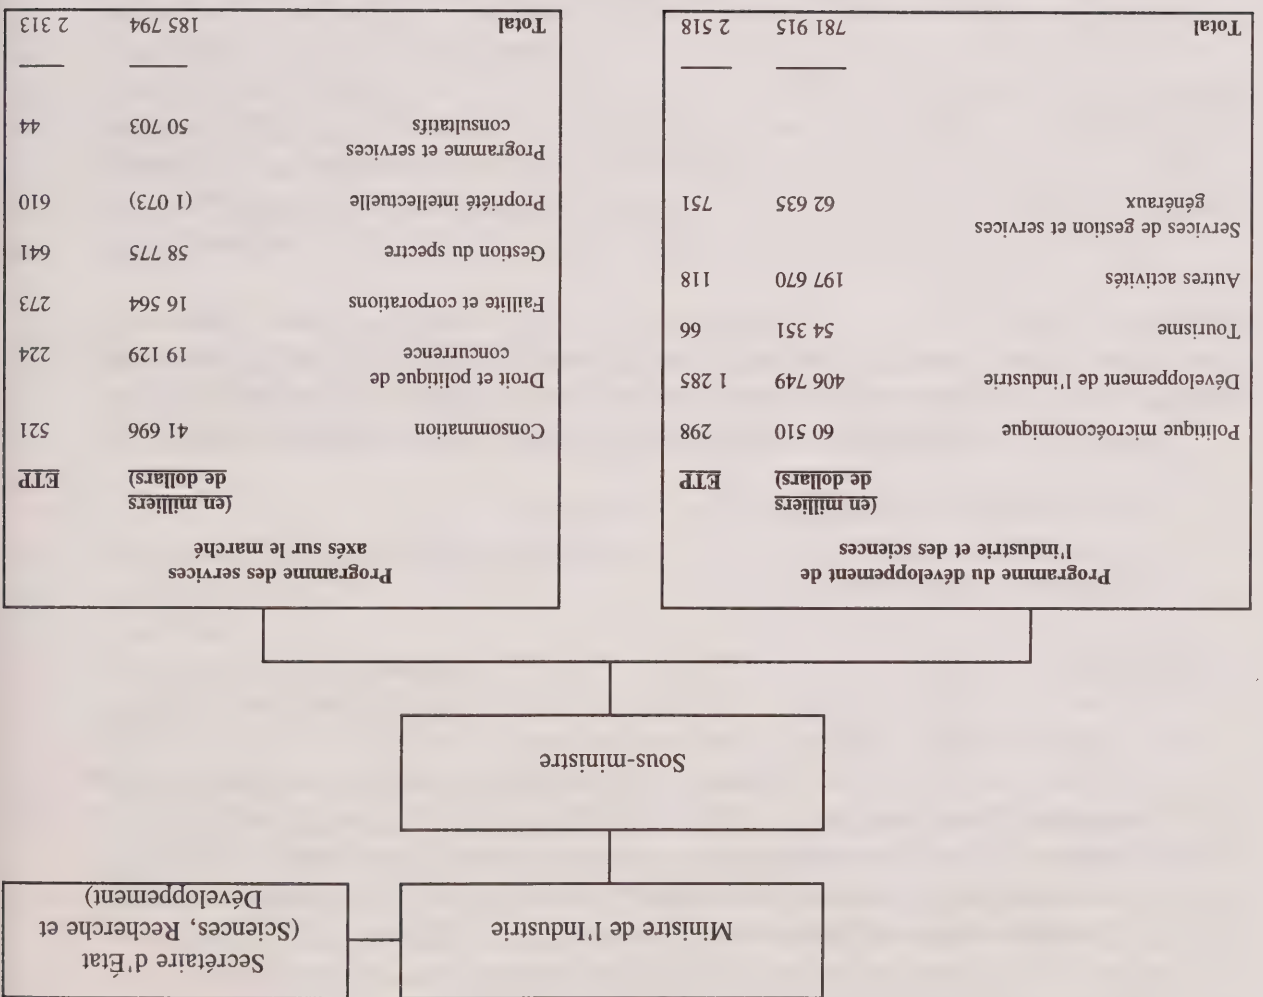 Ministre de l'Industrie
Secrétaire d'État
(Sciences, Recherche et
Développement)
Sous-ministre
Programme du développement de
l'industrie et des sciences
(en milliers
de dollars) ETP
Politique microéconomique 60 510 298
Développement de l'industrie 406 749 1 285
Tourisme 54 351 66
Autres activités 197 670 118
Services de gestion et services
généraux 62 635 751
Total 781 915 2 518
Programme des services
axés sur le marché
(en milliers
de dollars) ETP
Consommation 41 696 521
Droit et politique de
concurrence 19 129 224
Faillite et corporations 16 564 273
Gestion du spectre 58 775 641
Propriété intellectuelle (1 073) 610
Programme et services
consultatifs 50 703 44
Total 185 794 2 313